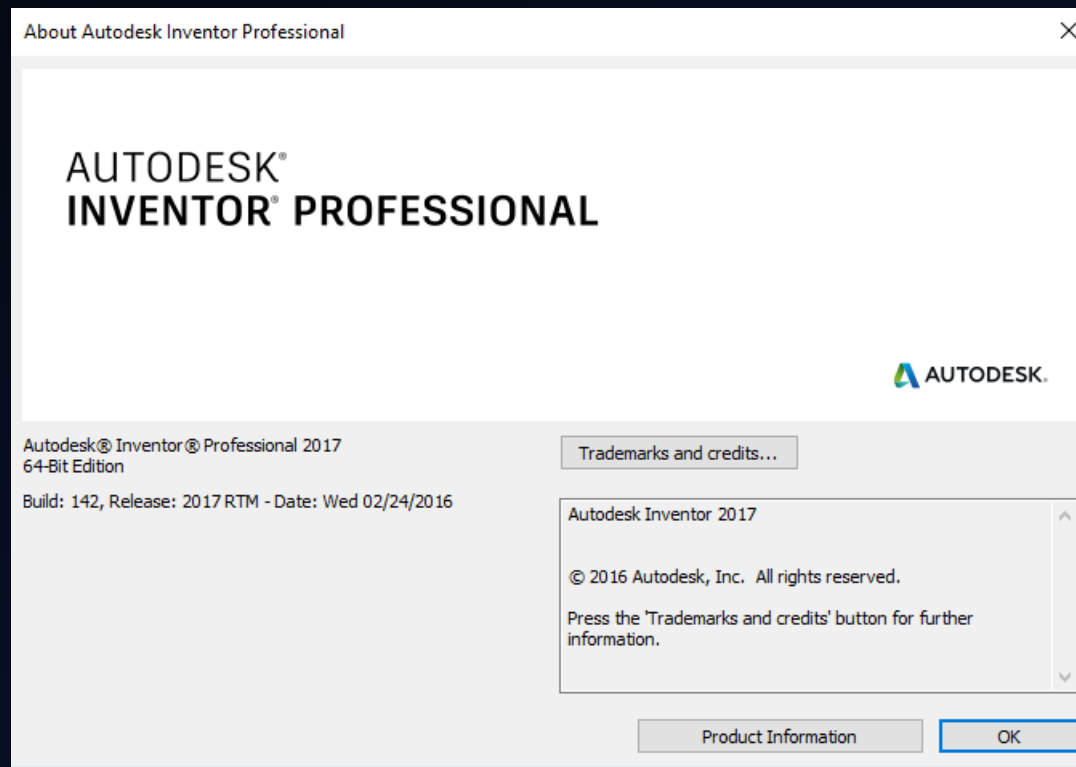 About Autodesk Inventor Professional
AUTODESK®
INVENTOR® PROFESSIONAL
AUTODESK®
Autodesk® Inventor® Professional 2017
64-Bit Edition
Build: 142, Release: 2017 RTM - Date: Wed 02/24/2016
Trademarks and credits...
Autodesk Inventor 2017
© 2016 Autodesk, Inc.  All rights reserved.
Press the 'Trademarks and credits' button for further
information.
Product Information
OK